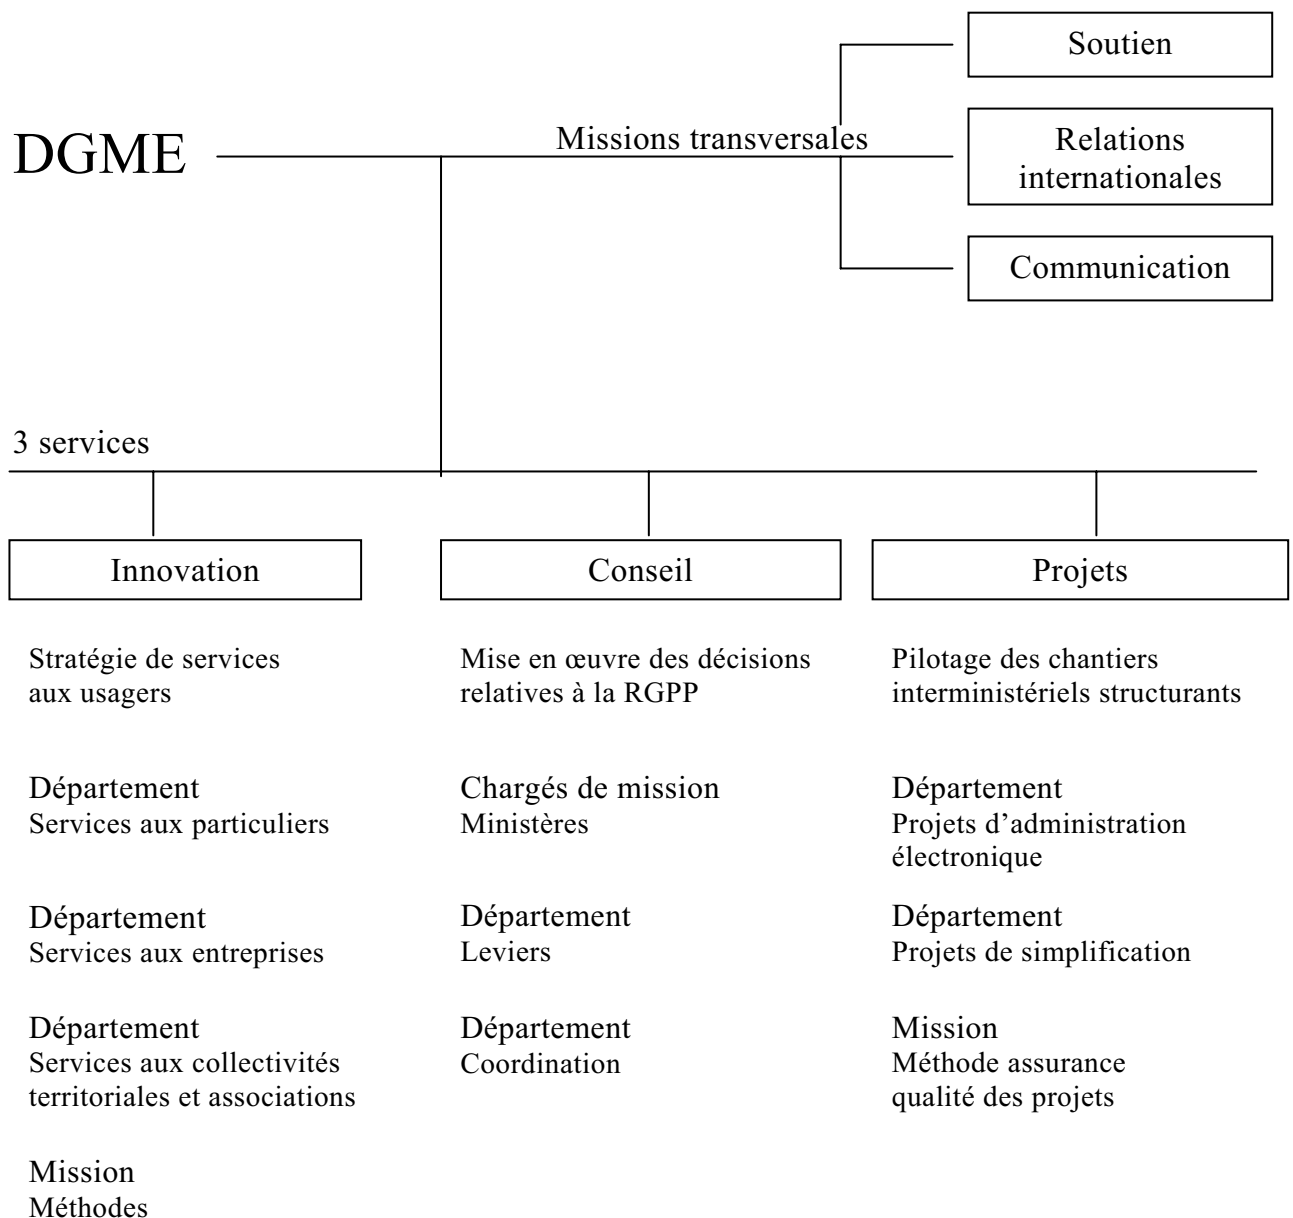 Soutien
DGME
Missions transversales
Relations
internationales
Communication
3 services
Innovation
Stratégie de services
aux usagers
Département
Services aux particuliers
Département
Services aux entreprises
Département
Services aux collectivités
territoriales et associations
Mission
Méthodes
Conseil
Mise en œuvre des décisions
relatives à la RGPP
Chargés de mission
Ministères
Département
Leviers
Département
Coordination
Projets
Pilotage des chantiers
interministériels structurants
Département
Projets d’administration
électronique
Département
Projets de simplification
Mission
Méthode assurance
qualité des projets